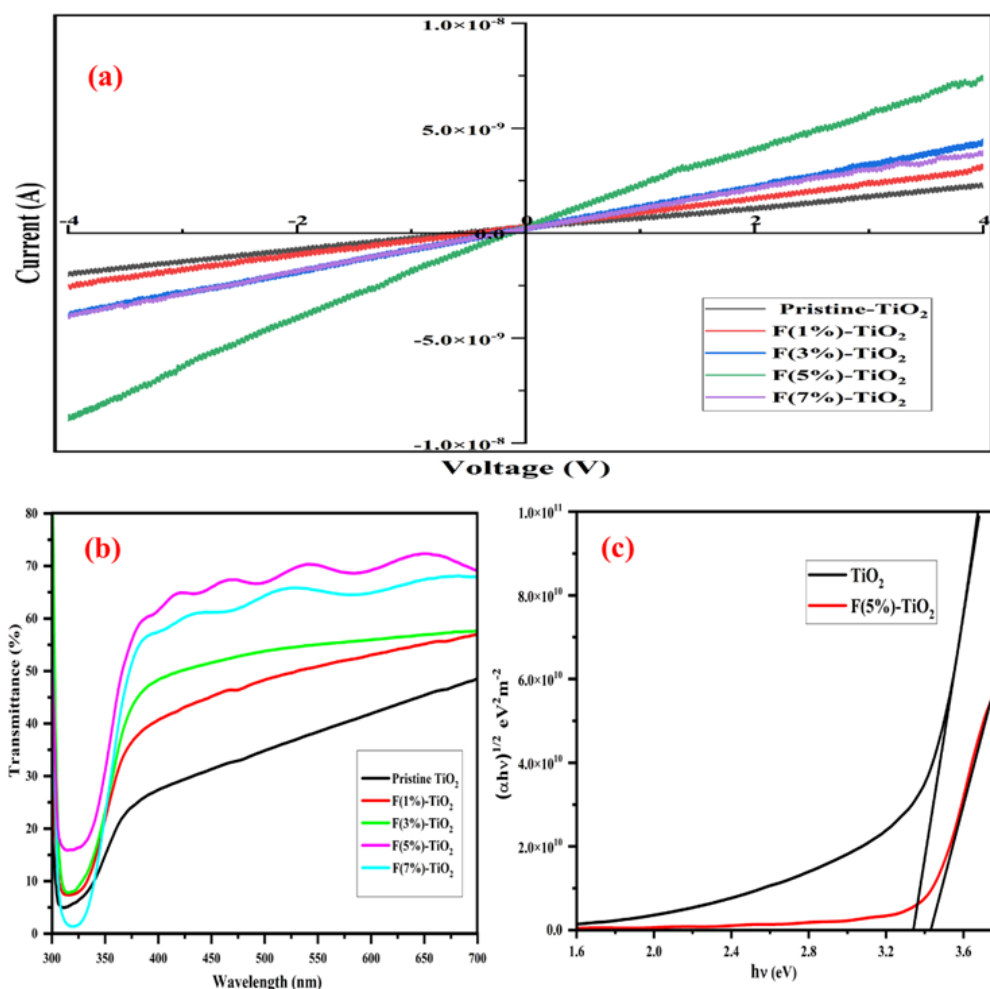 (a)
1.0×10⁻⁸
5.0×10⁻⁹
0.0
-5.0×10⁻⁹
-1.0×10⁻⁸
-4
-2
0
2
4
Current (A)
Voltage (V)
Pristine-TiO₂
F(1%)-TiO₂
F(3%)-TiO₂
F(5%)-TiO₂
F(7%)-TiO₂
(b)
80
70
60
50
40
30
20
10
0
Transmittance (%)
300 350 400 450 500 550 600 650 700
Wavelength (nm)
Pristine TiO₂
F(1%)-TiO₂
F(3%)-TiO₂
F(5%)-TiO₂
F(7%)-TiO₂
(c)
1.0×10¹¹
8.0×10¹⁰
6.0×10¹⁰
4.0×10¹⁰
2.0×10¹⁰
0.0
(αhν)¹ᐟ² eV²m⁻²
1.6 2.0 2.4 2.8 3.2 3.6
hν (eV)
TiO₂
F(5%)-TiO₂